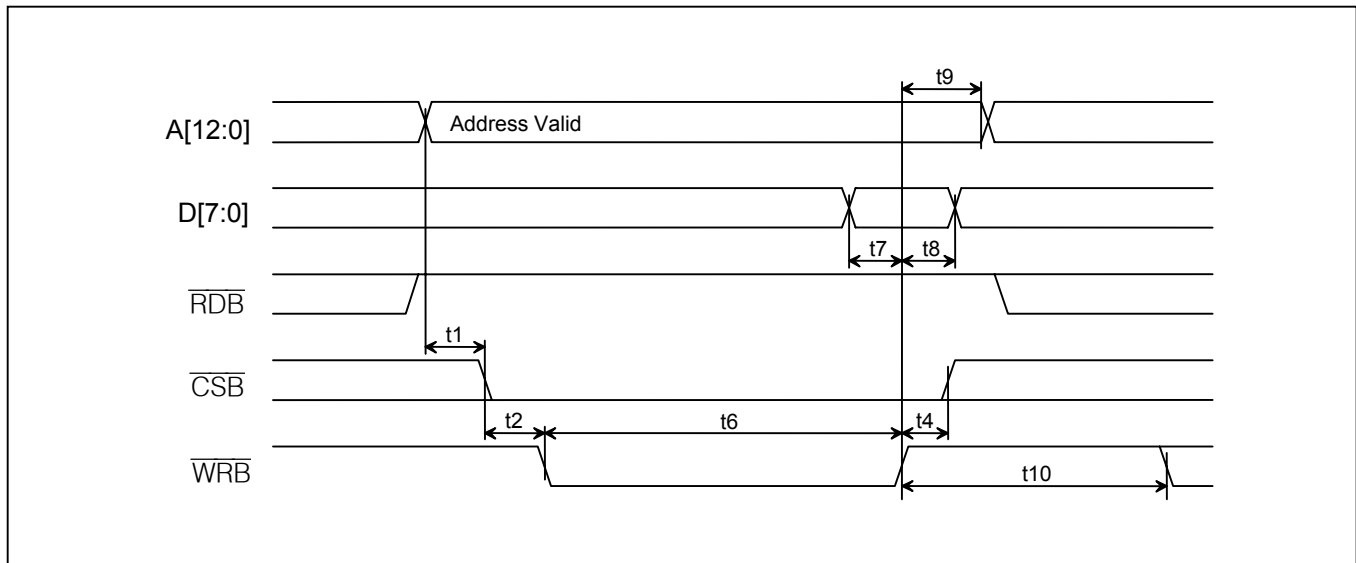 t9
A[12:0] Address Valid
D[7:0]
t7 t8
RDB
t1
CSB
t2 t6 t4
WRB
t10